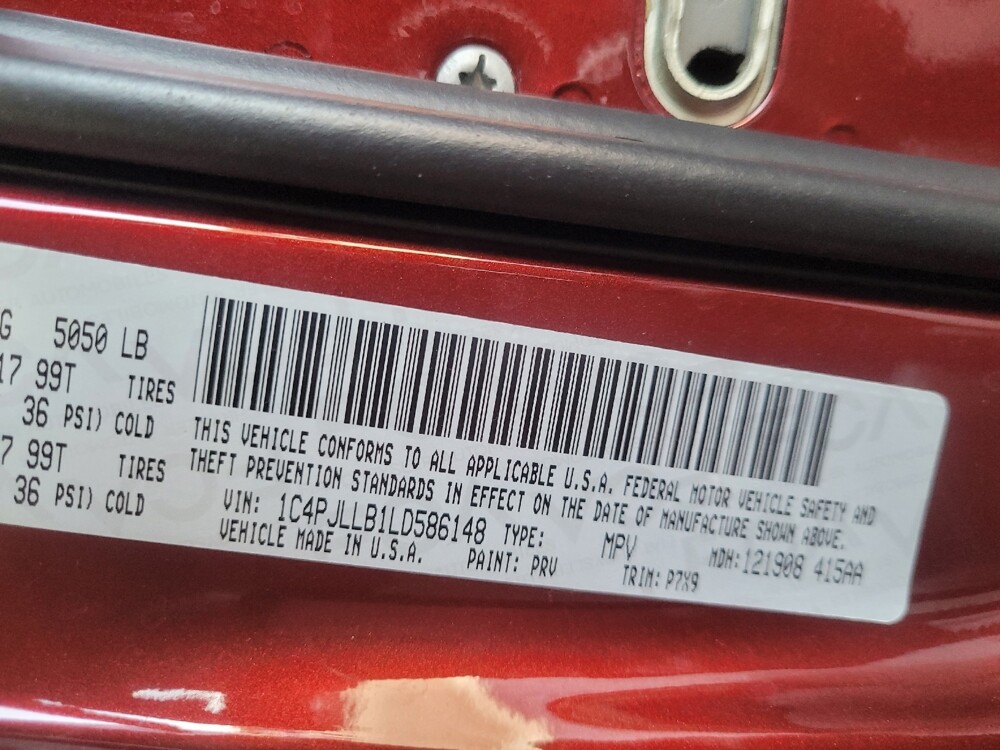 G 5050 LB
17 99T TIRES
36 PSI) COLD
7 99T TIRES
36 PSI) COLD
THIS VEHICLE CONFORMS TO ALL APPLICABLE U.S.A. FEDERAL MOTOR VEHICLE SAFETY AND
THEFT PREVENTION STANDARDS IN EFFECT ON THE DATE OF MANUFACTURE SHOWN ABOVE.
VIN: 1C4PJLLB1LD586148 TYPE: MPV MDH:121908 415AA
VEHICLE MADE IN U.S.A. PAINT: PRV TRIM: P7X9